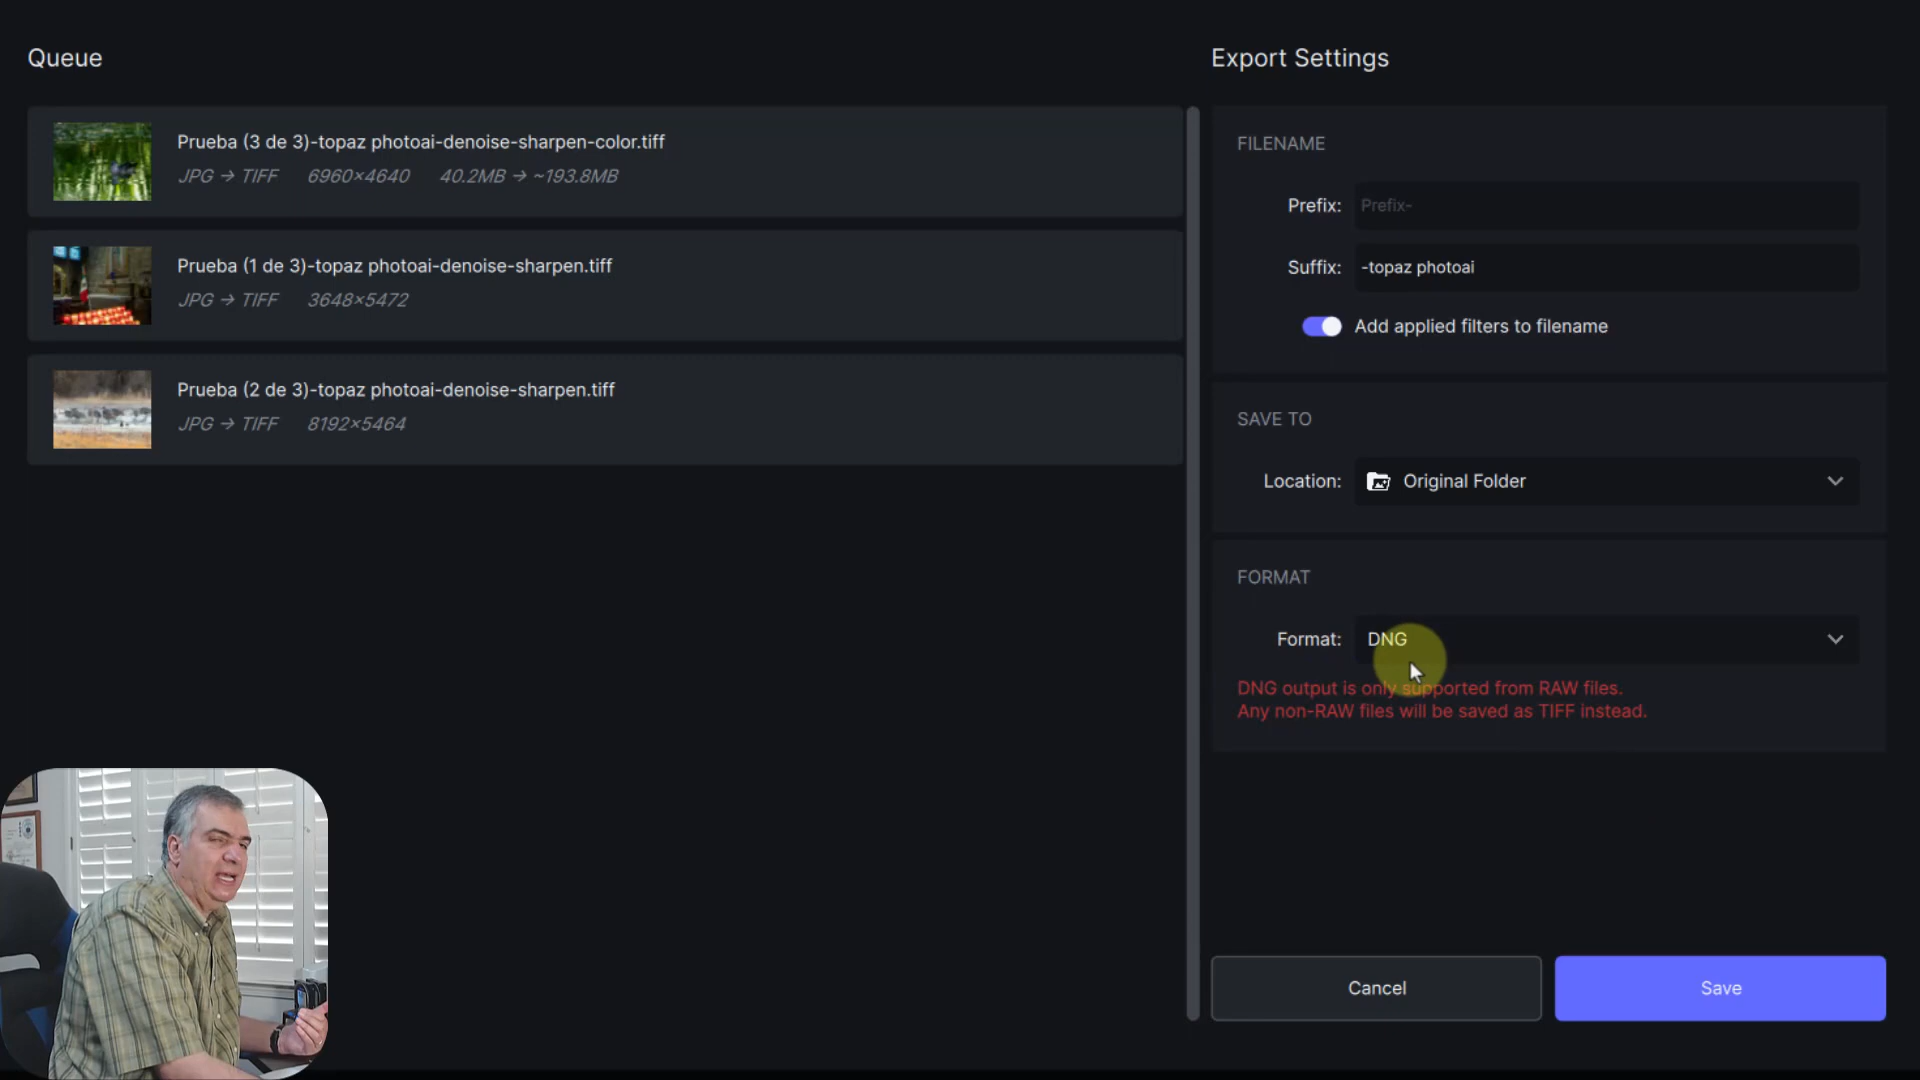 Queue
Prueba (3 de 3)-topaz photoai-denoise-sharpen-color.tiff
JPG → TIFF 6960×4640 40.2MB → ~193.8MB
Prueba (1 de 3)-topaz photoai-denoise-sharpen.tiff
JPG → TIFF 3648×5472
Prueba (2 de 3)-topaz photoai-denoise-sharpen.tiff
JPG → TIFF 8192×5464
Export Settings
FILENAME
Prefix: Prefix-
Suffix: -topaz photoai
Add applied filters to filename
SAVE TO
Location: Original Folder
FORMAT
Format: DNG
DNG output is only supported from RAW files.
Any non-RAW files will be saved as TIFF instead.
Cancel
Save